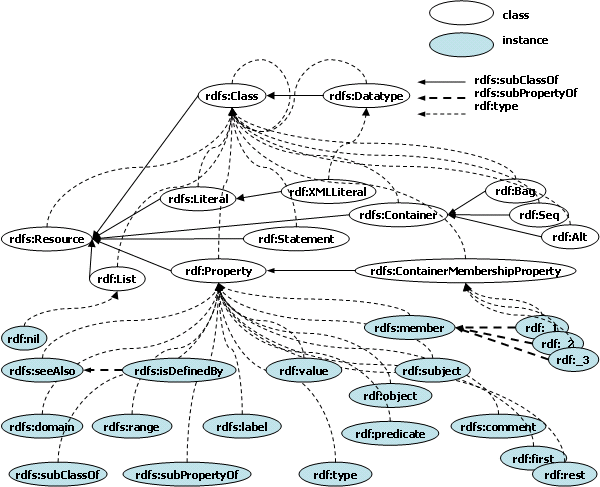 class
instance
rdfs:subClassOf
rdfs:subPropertyOf
rdf:type
rdfs:Class
rdfs:Datatype
rdfs:Literal
rdf:XMLLiteral
rdf:Bag
rdfs:Container
rdf:Seq
rdfs:Resource
rdf:Statement
rdf:Alt
rdf:List
rdf:Property
rdfs:ContainerMembershipProperty
rdf:nil
rdfs:member
rdf:_1
rdf:_2
rdf:_3
rdfs:seeAlso
rdfs:isDefinedBy
rdf:value
rdf:subject
rdf:object
rdfs:domain
rdfs:range
rdfs:label
rdf:predicate
rdfs:comment
rdf:first
rdfs:subClassOf
rdfs:subPropertyOf
rdf:type
rdf:rest